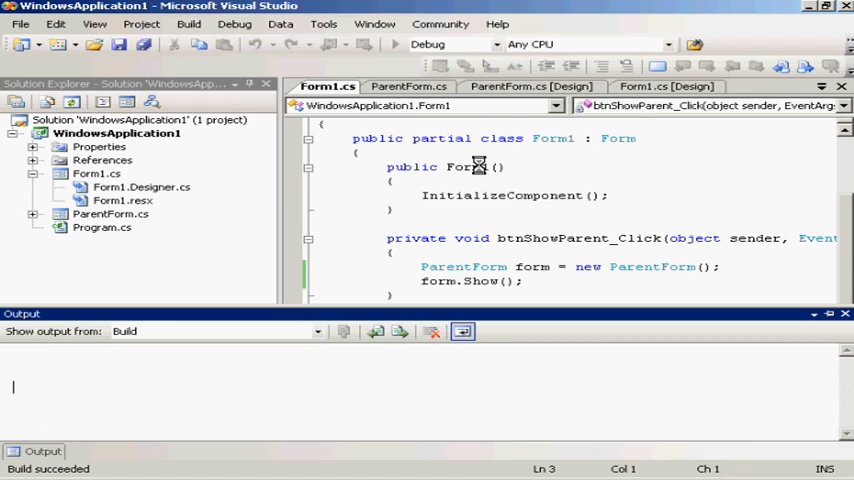 WindowsApplication1 - Microsoft Visual Studio
File Edit View Project Build Debug Data Tools Window Community Help
Debug Any CPU
Solution Explorer - Solution 'WindowsApp...
Form1.cs ParentForm.cs ParentForm.cs [Design] Form1.cs [Design]
WindowsApplication1.Form1 btnShowParent_Click(object sender, EventArgs
Solution 'WindowsApplication1' (1 project)
WindowsApplication1
Properties
References
Form1.cs
Form1.Designer.cs
Form1.resx
ParentForm.cs
Program.cs
{
public partial class Form1 : Form
{
public Form1()
{
InitializeComponent();
}
private void btnShowParent_Click(object sender, Event
{
ParentForm form = new ParentForm();
form.Show();
}
Output
Show output from: Build
Output
Build succeeded Ln 3 Col 1 Ch 1 INS